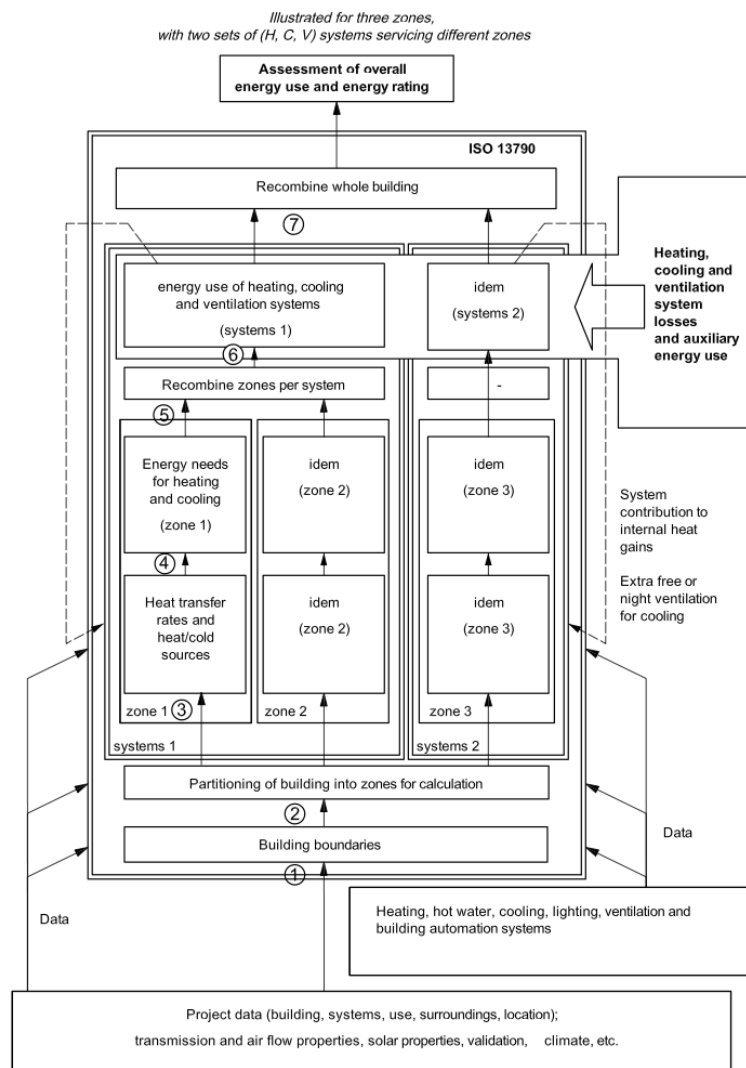 Illustrated for three zones,
with two sets of (H, C, V) systems servicing different zones
Assessment of overall
energy use and energy rating
ISO 13790
Recombine whole building
7
energy use of heating, cooling
and ventilation systems
(systems 1)
idem
(systems 2)
Heating,
cooling and
ventilation
system
losses
and auxiliary
energy use
6
Recombine zones per system
-
5
Energy needs
for heating
and cooling
(zone 1)
idem
(zone 2)
idem
(zone 3)
System
contribution to
internal heat
gains
Extra free or
night ventilation
for cooling
4
Heat transfer
rates and
heat/cold
sources
idem
(zone 2)
idem
(zone 3)
zone 1
3
zone 2
zone 3
systems 1
systems 2
Partitioning of building into zones for calculation
2
Building boundaries
1
Data
Data
Heating, hot water, cooling, lighting, ventilation and
building automation systems
Project data (building, systems, use, surroundings, location);
transmission and air flow properties, solar properties, validation, climate, etc.